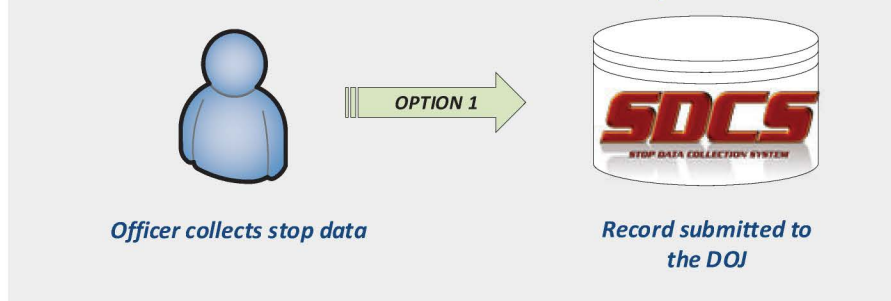 OPTION 1
SDCS
STOP DATA COLLECTION SYSTEM
Officer collects stop data
Record submitted to
the DOJ